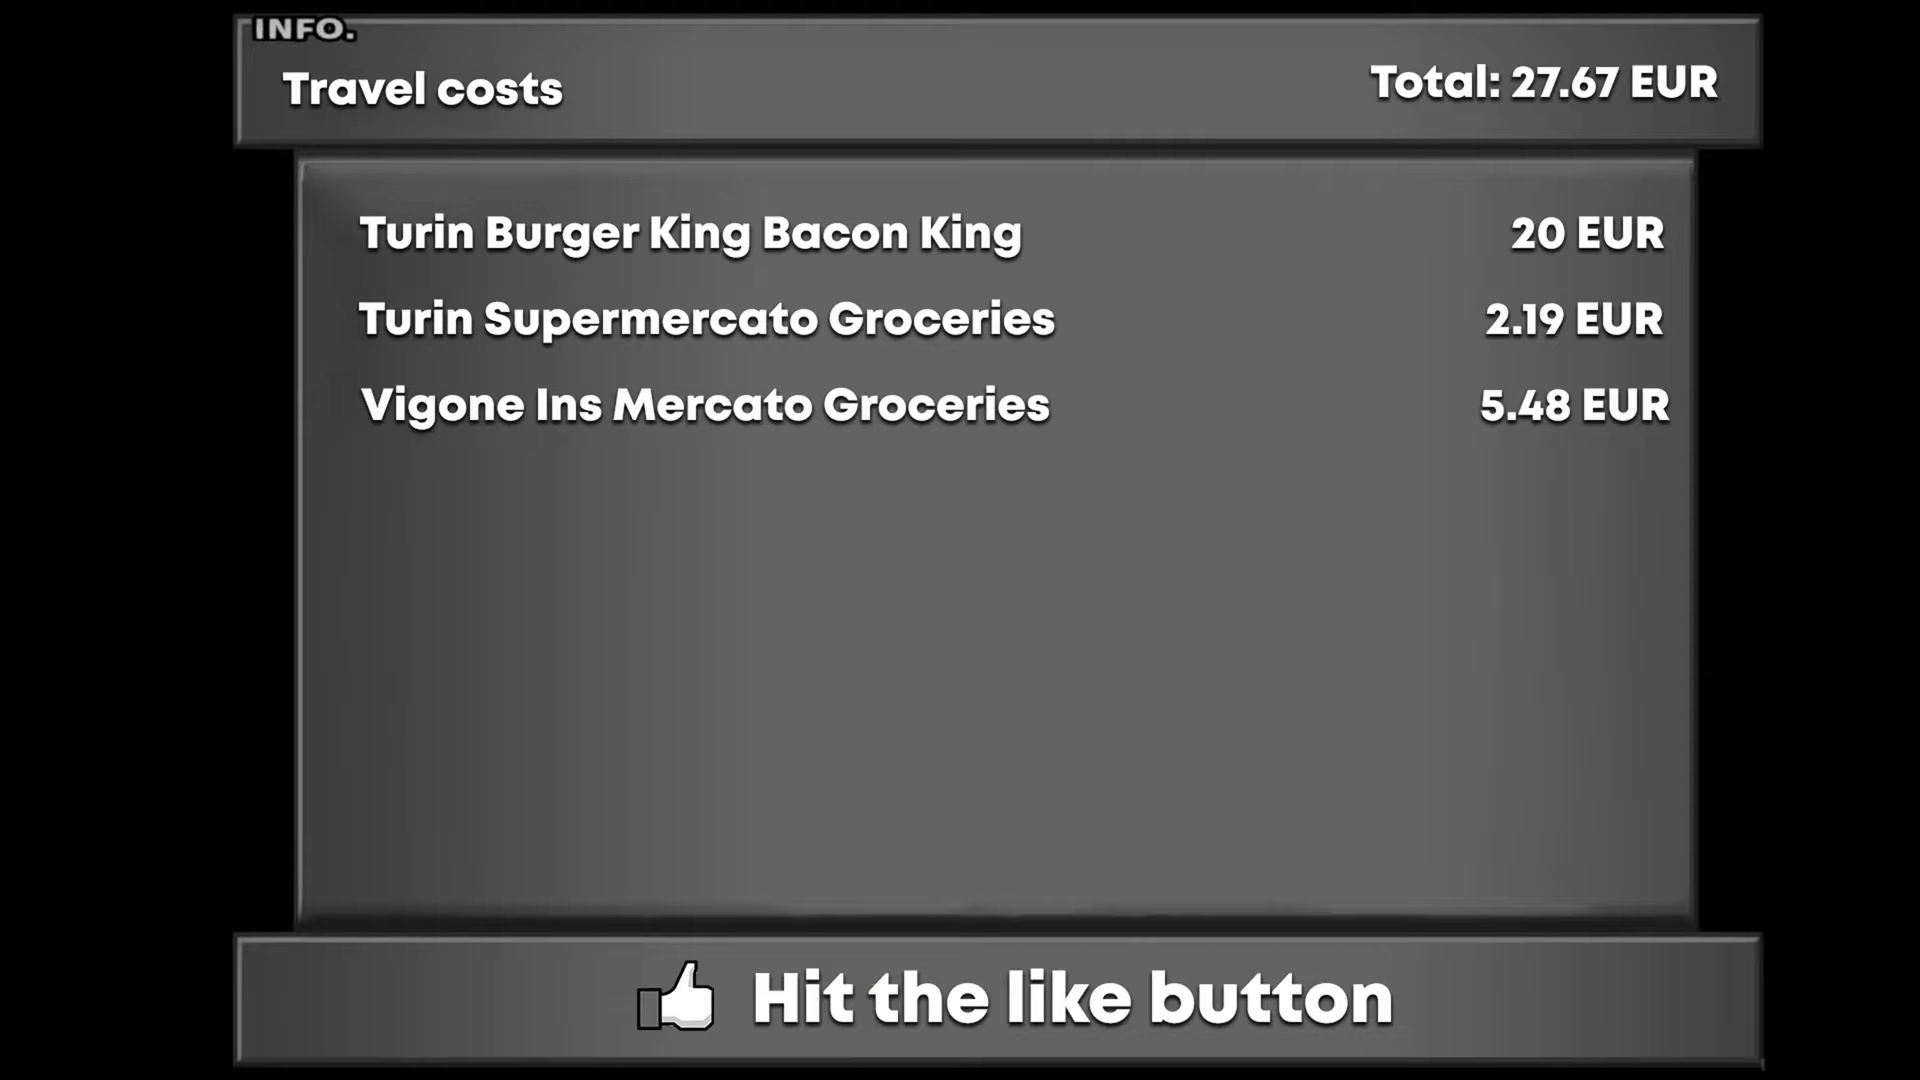 INFO.
Travel costs
Total: 27.67 EUR
Turin Burger King Bacon King 20 EUR
Turin Supermercato Groceries 2.19 EUR
Vigone Ins Mercato Groceries 5.48 EUR
Hit the like button